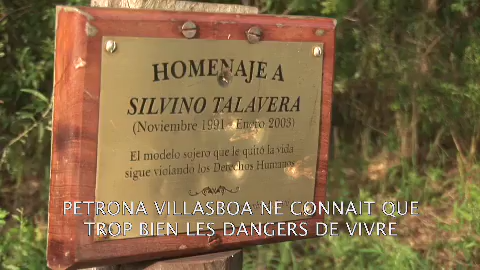 HOMENAJE A
SILVINO TALAVERA
(Noviembre 1991 - Enero 2003)
El modelo sojero que le quitó la vida
sigue violando los Derechos Humanos
PETRONA VILLASBOA NE CONNAIT QUE
TROP BIEN LES DANGERS DE VIVRE